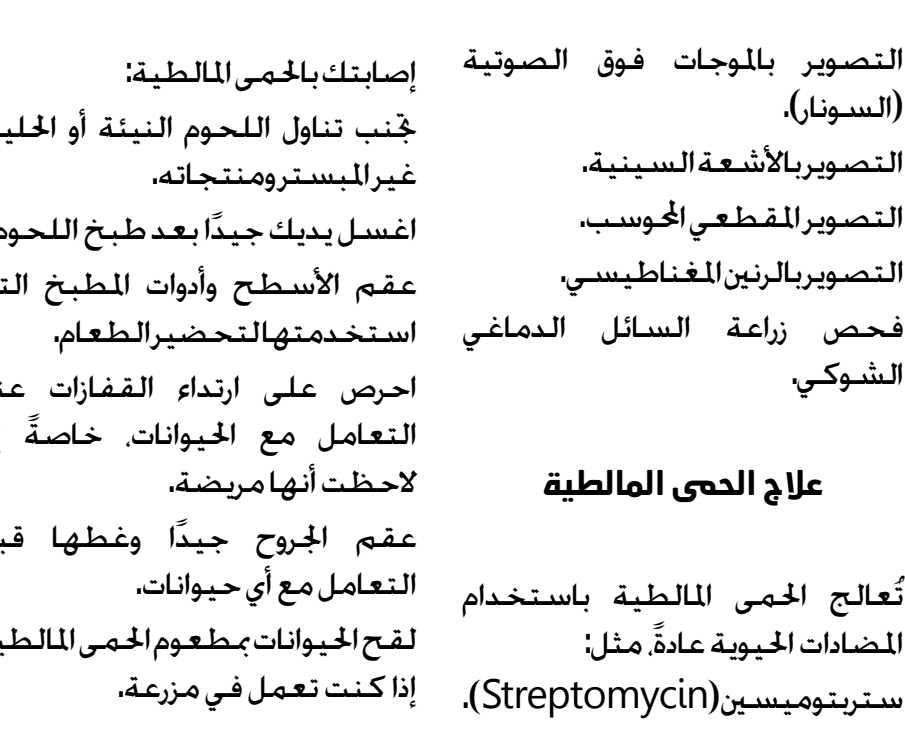 التصوير بالموجات فوق الصوتية
(السونار).
التصوير بالأشعة السينية.
التصوير المقطعي المحوسب.
التصوير بالرنين المغناطيسي.
فحص زراعة السائل الدماغي
الشوكي.
علاج الحمى المالطية
تُعالج الحمى المالطية باستخدام
المضادات الحيوية عادةً، مثل:
ستربتوميسين (Streptomycin).
إصابتك بالحمى المالطية:
تجنب تناول اللحوم النيئة أو
غير المبستر ومنتجاته.
اغسل يديك جيدًا بعد طبخ
عقم الأسطح وأدوات المطبخ
استخدمتها لتحضير الطعام.
احرص على ارتداء القفازات
التعامل مع الحيوانات، خاصةً
لاحظت أنها مريضة.
عقم الجروح جيدًا وغطها
التعامل مع أي حيوانات.
لقح الحيوانات بمطعوم الحمى
إذا كنت تعمل في مزرعة.